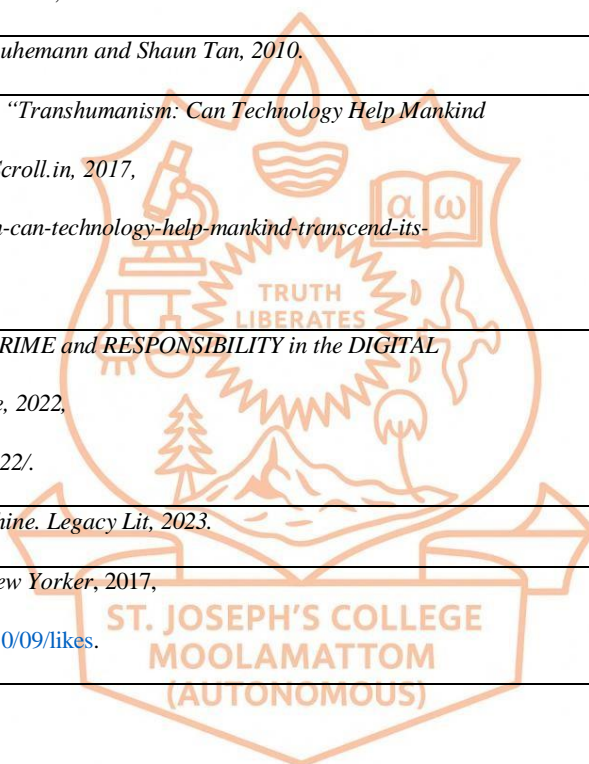 uhemann and Shaun Tan, 2010.
“Transhumanism: Can Technology Help Mankind
croll.in, 2017,
-can-technology-help-mankind-transcend-its-
α ω
TRUTH
LIBERATES
RIME and RESPONSIBILITY in the DIGITAL
e, 2022,
22/.
hine. Legacy Lit, 2023.
ew Yorker, 2017,
0/09/likes.
ST. JOSEPH'S COLLEGE
MOOLAMATTOM
(AUTONOMOUS)